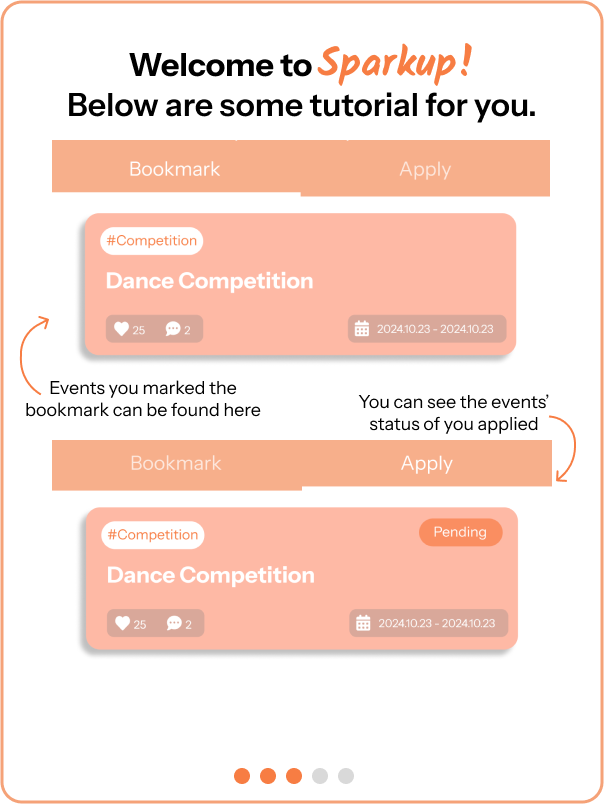 Welcome to Sparkup!
Below are some tutorial for you.
Bookmark Apply
#Competition
Dance Competition
25 2 2024.10.23 - 2024.10.23
Events you marked the
bookmark can be found here
You can see the events’
status of you applied
Bookmark Apply
#Competition Pending
Dance Competition
25 2 2024.10.23 - 2024.10.23